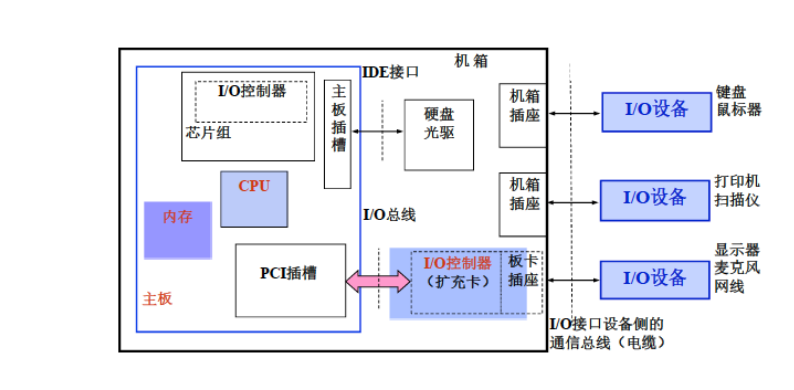 机 箱
IDE接口
I/O控制器
芯片组
主
板
插
槽
硬盘
光驱
机箱
插座
I/O设备
键盘
鼠标器
CPU
内存
I/O总线
机箱
插座
I/O设备
打印机
扫描仪
PCI插槽
I/O控制器
（扩充卡）
板卡
插座
I/O设备
显示器
麦克风
网线
主板
I/O接口设备侧的
通信总线（电缆）